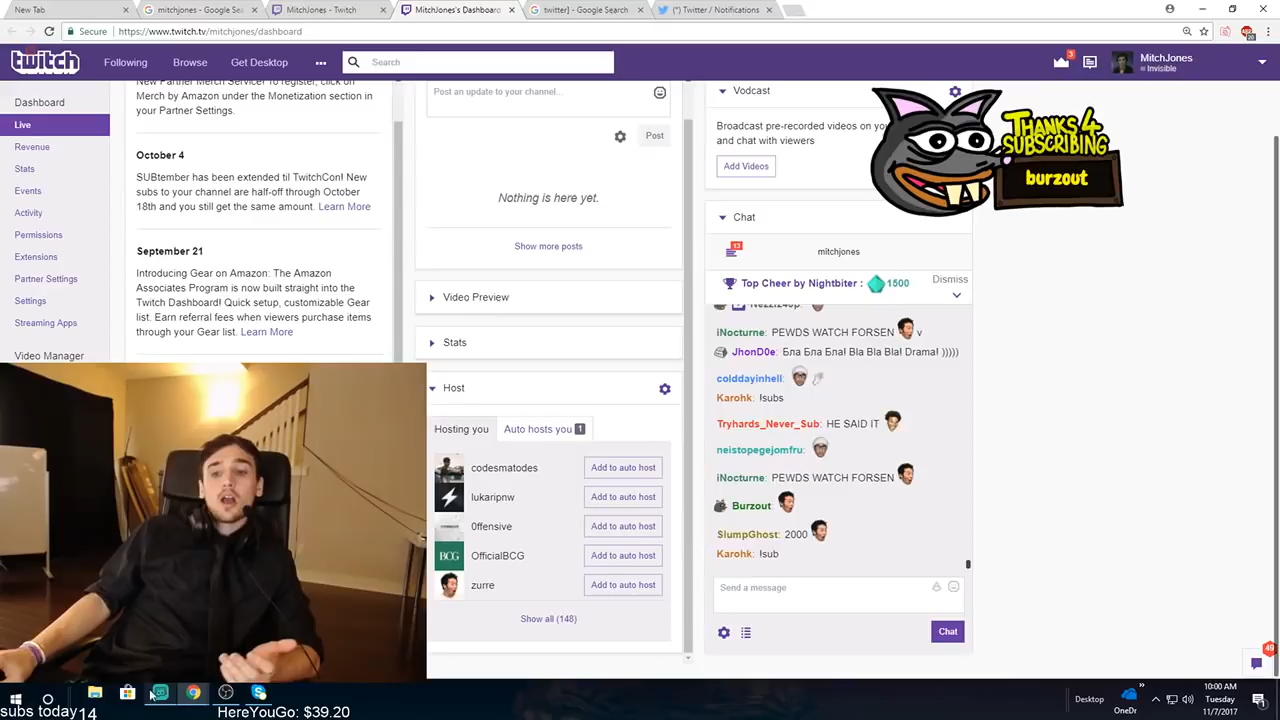 New Tab
mitchjones - Google Sea
MitchJones - Twitch
MitchJones's Dashboard
twitter] - Google Search
(*) Twitter / Notifications
Secure
https://www.twitch.tv/mitchjones/dashboard
twitch
Following
Browse
Get Desktop
Search
3
MitchJones
Invisible
Dashboard
Live
Revenue
Stats
Events
Activity
Permissions
Extensions
Partner Settings
Settings
Streaming Apps
Video Manager
New Partner Merch Servicer To register, click on
Merch by Amazon under the Monetization section in
your Partner Settings.
October 4
SUBtember has been extended til TwitchCon! New
subs to your channel are half-off through October
18th and you still get the same amount. Learn More
September 21
Introducing Gear on Amazon: The Amazon
Associates Program is now built straight into the
Twitch Dashboard! Quick setup, customizable Gear
list. Earn referral fees when viewers purchase items
through your Gear list. Learn More
Post an update to your channel...
Post
Nothing is here yet.
Show more posts
Video Preview
Stats
Host
Hosting you
Auto hosts you 1
codesmatodes
Add to auto host
lukaripnw
Add to auto host
0ffensive
Add to auto host
BCG
OfficialBCG
Add to auto host
zurre
Add to auto host
Show all (148)
Vodcast
Broadcast pre-recorded videos on you
and chat with viewers
Add Videos
THANKS 4
SUBSCRIBING
burzout
Chat
13
mitchjones
Top Cheer by Nightbiter : 1500
Dismiss
iNocturne: PEWDS WATCH FORSEN v
JhonD0e: Бла Бла Бла! Bla Bla Bla! Drama! )))))
colddayinhell:
Karohk: !subs
Tryhards_Never_Sub: HE SAID IT
neistopegejomfru:
iNocturne: PEWDS WATCH FORSEN
Burzout:
SlumpGhost: 2000
Karohk: !sub
Send a message
Chat
49
Desktop
OneDr
10:00 AM
Tuesday
11/7/2017
subs today14
HereYouGo: $39.20